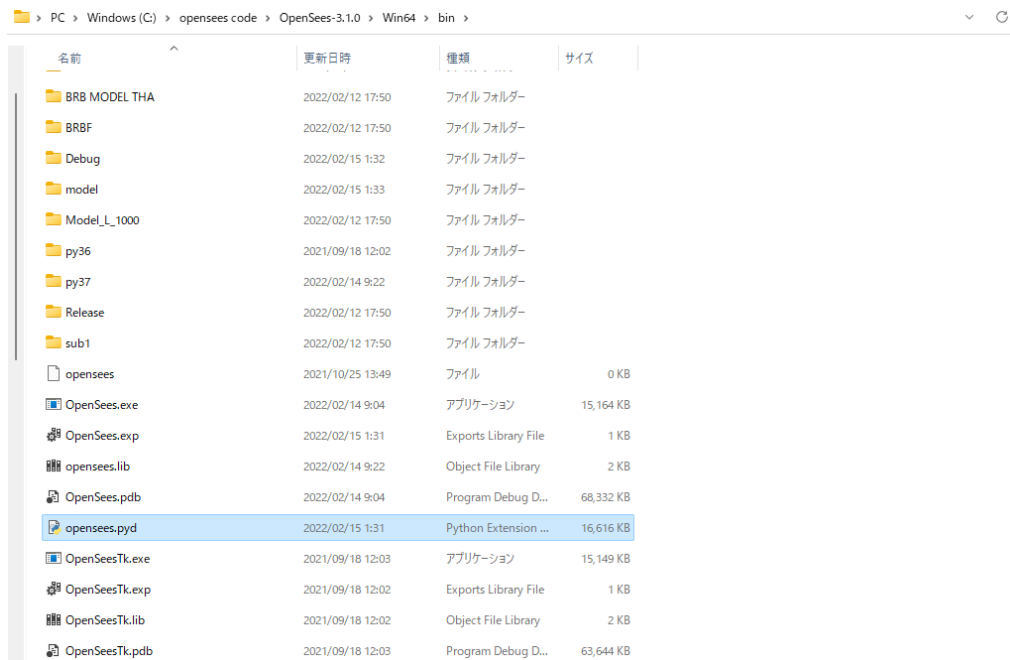 PC > Windows (C:) > opensees code > OpenSees-3.1.0 > Win64 > bin >
名前 更新日時 種類 サイズ
BRB MODEL THA 2022/02/12 17:50 ファイル フォルダー
BRBF 2022/02/12 17:50 ファイル フォルダー
Debug 2022/02/15 1:32 ファイル フォルダー
model 2022/02/15 1:33 ファイル フォルダー
Model_L_1000 2022/02/12 17:50 ファイル フォルダー
py36 2021/09/18 12:02 ファイル フォルダー
py37 2022/02/14 9:22 ファイル フォルダー
Release 2022/02/12 17:50 ファイル フォルダー
sub1 2022/02/12 17:50 ファイル フォルダー
opensees 2021/10/25 13:49 ファイル 0 KB
OpenSees.exe 2022/02/14 9:04 アプリケーション 15,164 KB
OpenSees.exp 2022/02/15 1:31 Exports Library File 1 KB
opensees.lib 2022/02/14 9:22 Object File Library 2 KB
OpenSees.pdb 2022/02/14 9:04 Program Debug D... 68,332 KB
opensees.pyd 2022/02/15 1:31 Python Extension ... 16,616 KB
OpenSeesTk.exe 2021/09/18 12:03 アプリケーション 15,149 KB
OpenSeesTk.exp 2021/09/18 12:02 Exports Library File 1 KB
OpenSeesTk.lib 2021/09/18 12:02 Object File Library 2 KB
OpenSeesTk.pdb 2021/09/18 12:03 Program Debug D... 63,644 KB